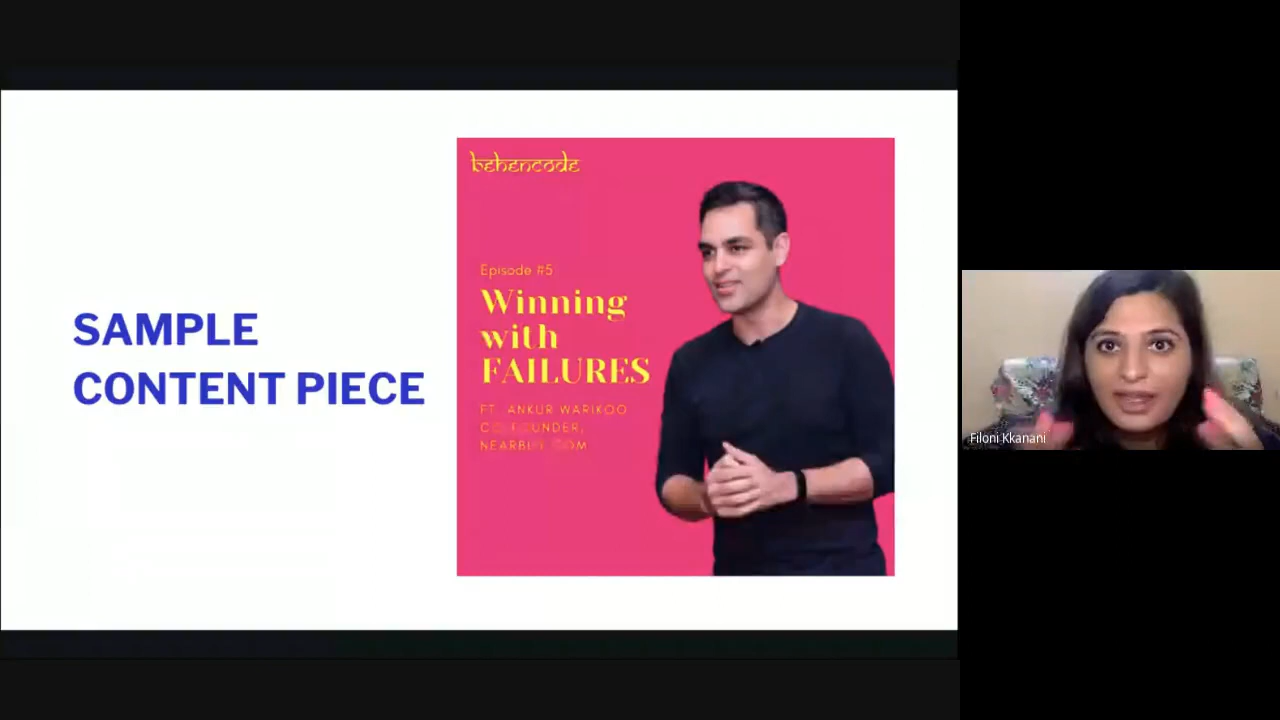 SAMPLE
CONTENT PIECE
behencode
Episode #5
Winning
with
FAILURES
FT. ANKUR WARIKOO
CO-FOUNDER,
NEARBUY.COM
Filoni Kkanani